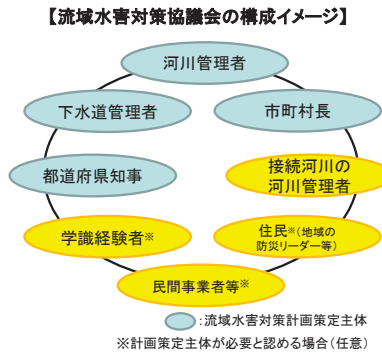 【流域水害対策協議会の構成イメージ】
河川管理者
下水道管理者
市町村長
都道府県知事
接続河川の
河川管理者
学識経験者※
住民※(地域の
防災リーダー等)
民間事業者等※
:流域水害対策計画策定主体
※計画策定主体が必要と認める場合(任意)